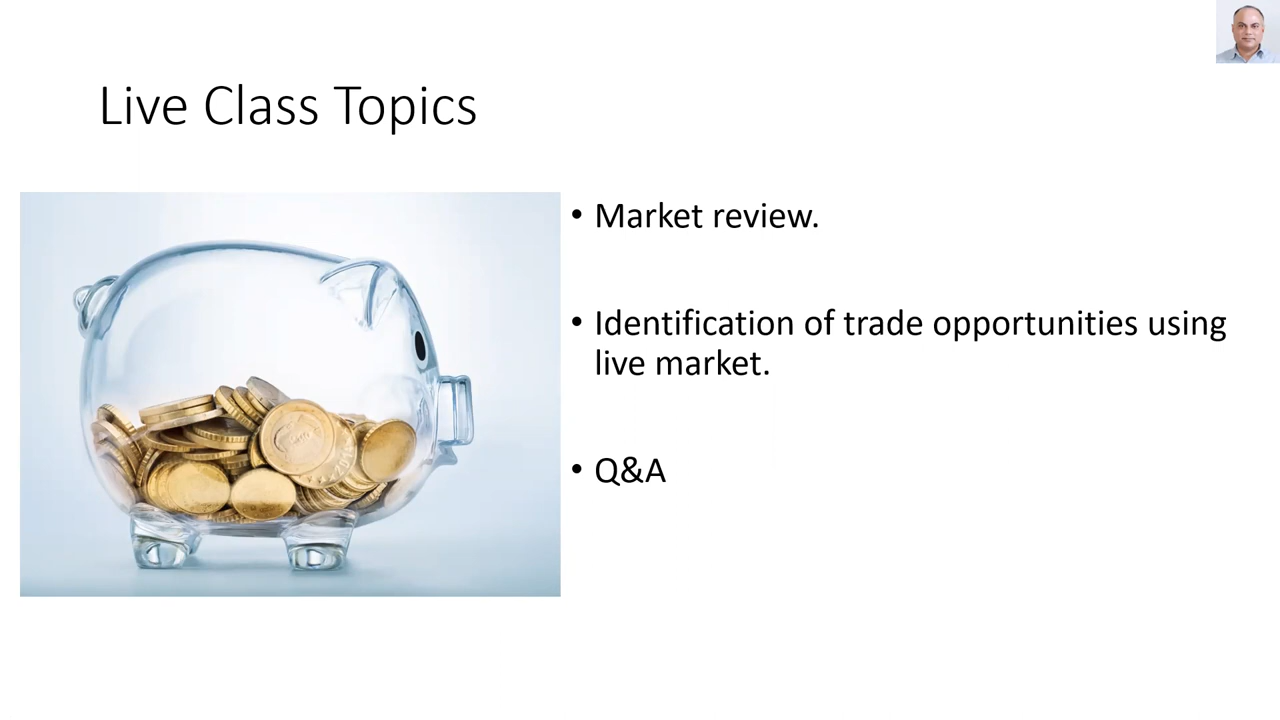 Live Class Topics
• Market review.
• Identification of trade opportunities using
live market.
• Q&A